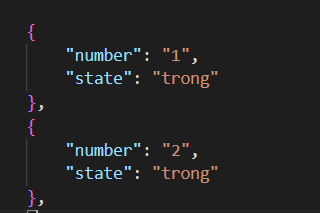 {
"number": "1",
"state": "trong"
},
{
"number": "2",
"state": "trong"
},